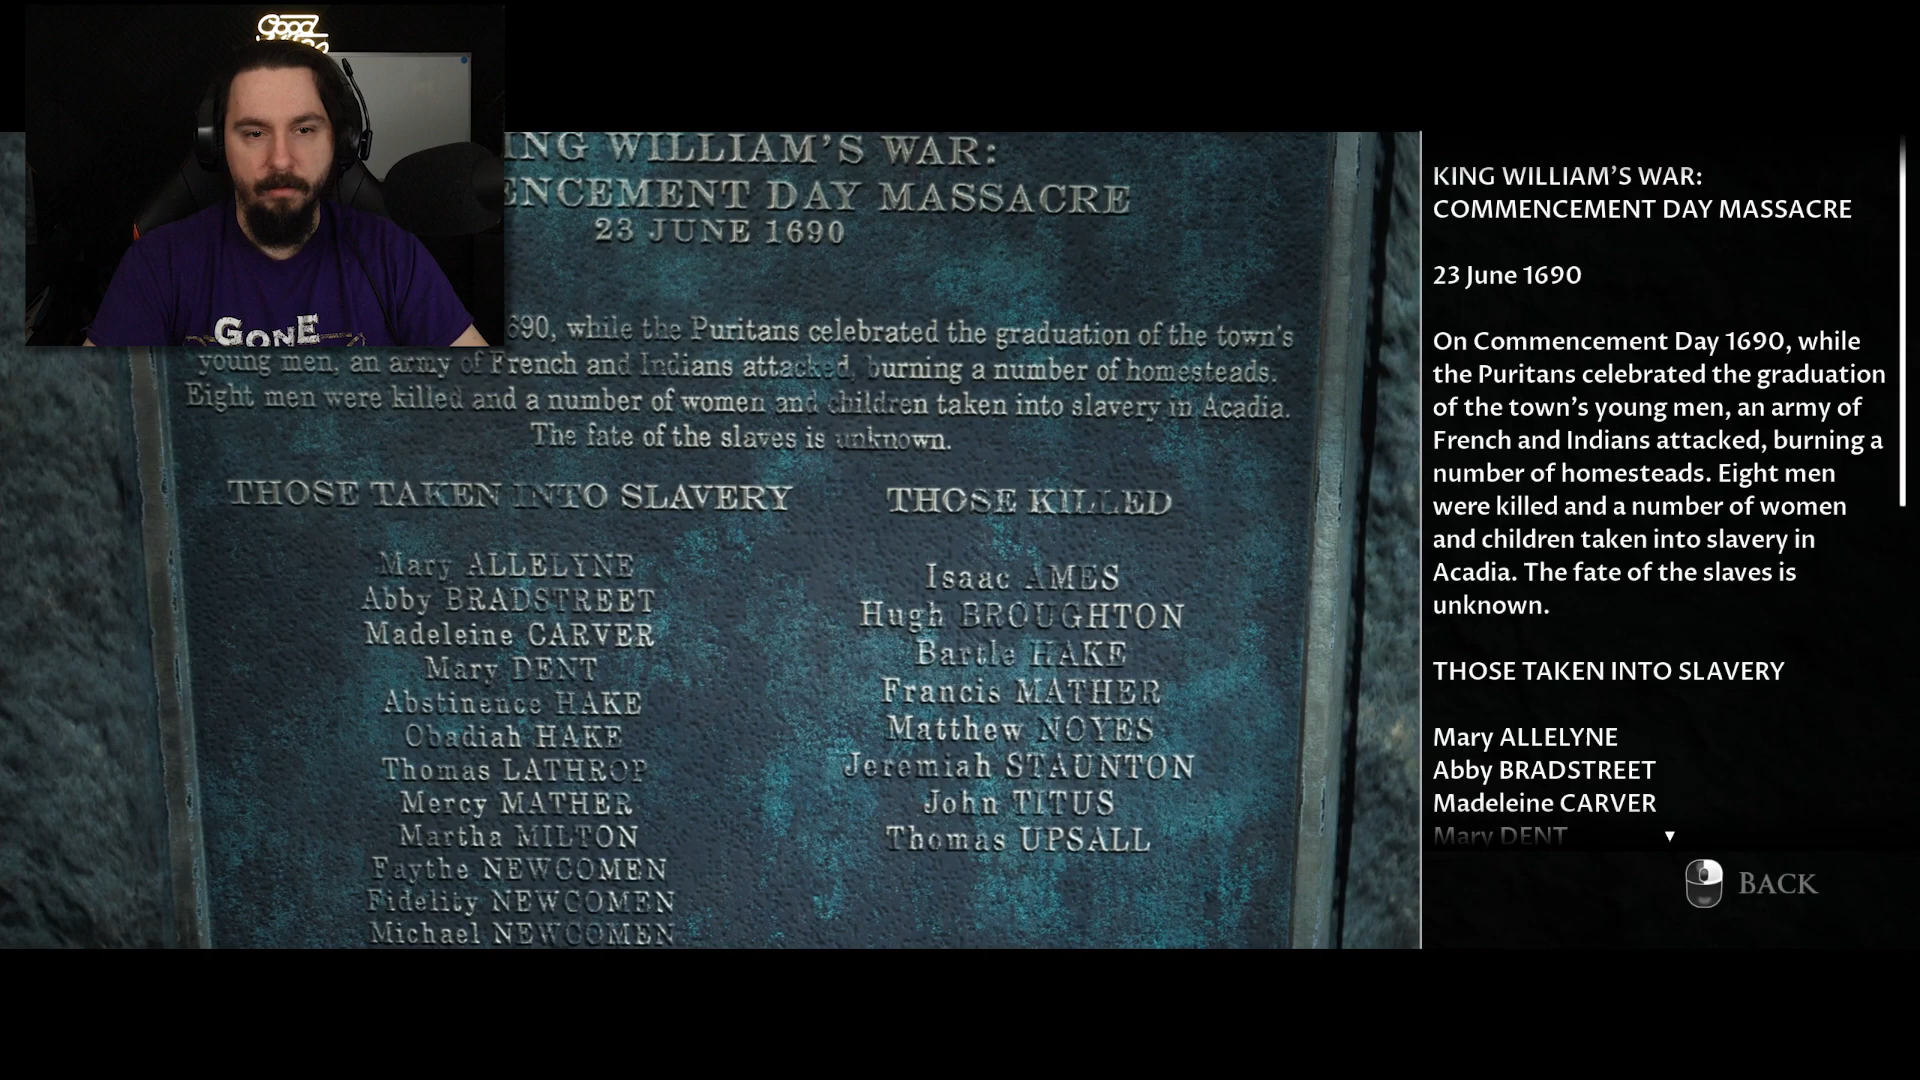 Good
KING WILLIAM'S WAR:
COMMENCEMENT DAY MASSACRE
23 June 1690
On Commencement Day 1690, while
the Puritans celebrated the graduation
of the town's young men, an army of
French and Indians attacked, burning a
number of homesteads. Eight men
were killed and a number of women
and children taken into slavery in
Acadia. The fate of the slaves is
unknown.
THOSE TAKEN INTO SLAVERY
Mary ALLELYNE
Abby BRADSTREET
Madeleine CARVER
Mary DENT
BACK
GONE
ING WILLIAM'S WAR:
ENCEMENT DAY MASSACRE
23 JUNE 1690
690, while the Puritans celebrated the graduation of the town's
young men, an army of French and Indians attacked, burning a number of homesteads.
Eight men were killed and a number of women and children taken into slavery in Acadia.
The fate of the slaves is unknown.
THOSE TAKEN INTO SLAVERY
Mary ALLELYNE
Abby BRADSTREET
Madeleine CARVER
Mary DENT
Abstinence HAKE
Obadiah HAKE
Thomas LATHROP
Mercy MATHER
Martha MILTON
Faythe NEWCOMEN
Fidelity NEWCOMEN
Michael NEWCOMEN
THOSE KILLED
Isaac AMES
Hugh BROUGHTON
Bartle HAKE
Francis MATHER
Matthew NOYES
Jeremiah STAUNTON
John TITUS
Thomas UPSALL